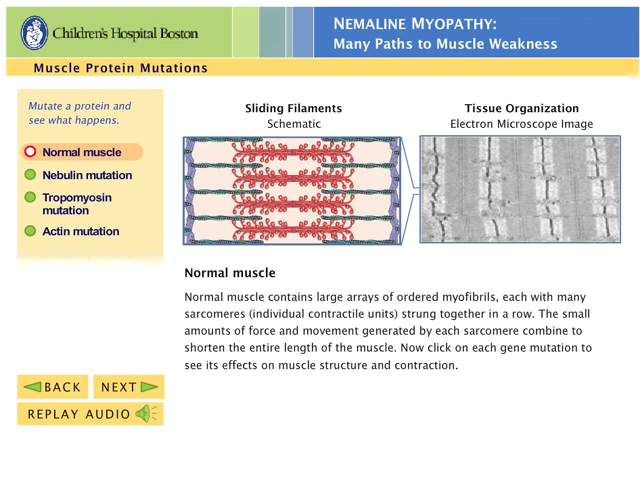 Children's Hospital Boston
NEMALINE MYOPATHY:
Many Paths to Muscle Weakness
Muscle Protein Mutations
Mutate a protein and
see what happens.
Normal muscle
Nebulin mutation
Tropomyosin
mutation
Actin mutation
Sliding Filaments
Schematic
Tissue Organization
Electron Microscope Image
Normal muscle
Normal muscle contains large arrays of ordered myofibrils, each with many
sarcomeres (individual contractile units) strung together in a row. The small
amounts of force and movement generated by each sarcomere combine to
shorten the entire length of the muscle. Now click on each gene mutation to
see its effects on muscle structure and contraction.
BACK
NEXT
REPLAY AUDIO